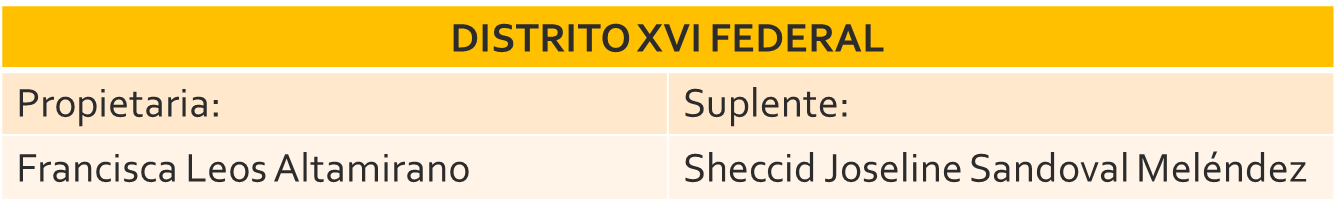 DISTRITO XVI FEDERAL
Propietaria: Suplente:
Francisca Leos Altamirano Sheccid Joseline Sandoval Meléndez